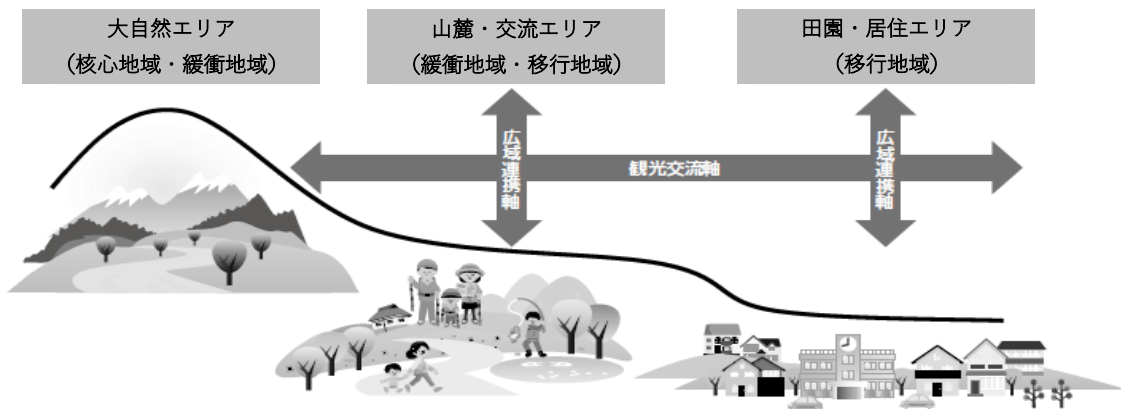 大自然エリア
（核心地域・緩衝地域）
山麓・交流エリア
（緩衝地域・移行地域）
田園・居住エリア
（移行地域）
広域連携軸
観光交流軸
広域連携軸